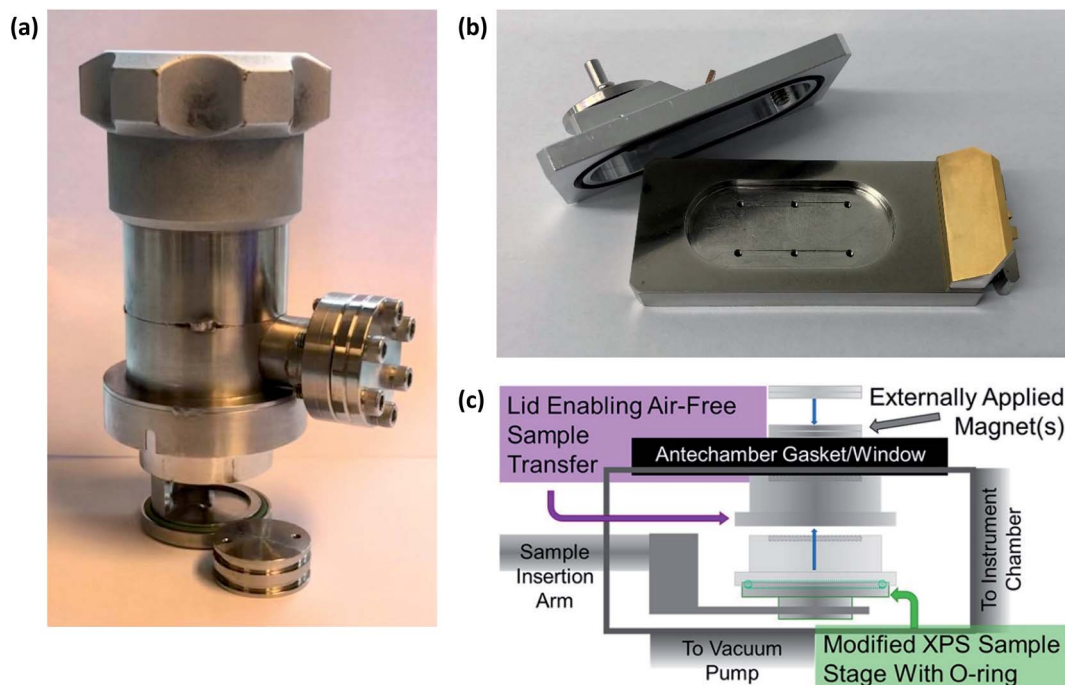 (a)
(b)
(c)
Lid Enabling Air-Free
Sample
Transfer
Externally Applied
Magnet(s)
Antechamber Gasket/Window
Sample
Insertion
Arm
To Instrument
Chamber
To Vacuum
Pump
Modified XPS Sample
Stage With O-ring